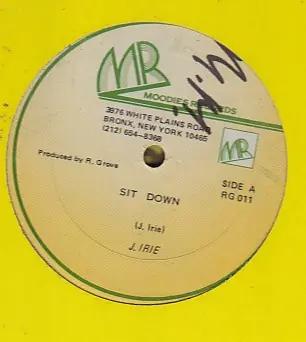 MR
MOODIES RECORDS
3976 WHITE PLAINS ROAD
BRONX, NEW YORK 10465
(212) 654-8368
MR
Produced by R. Grove
SIDE A
RG 011
SIT DOWN
(J. Irie)
J. IRIE